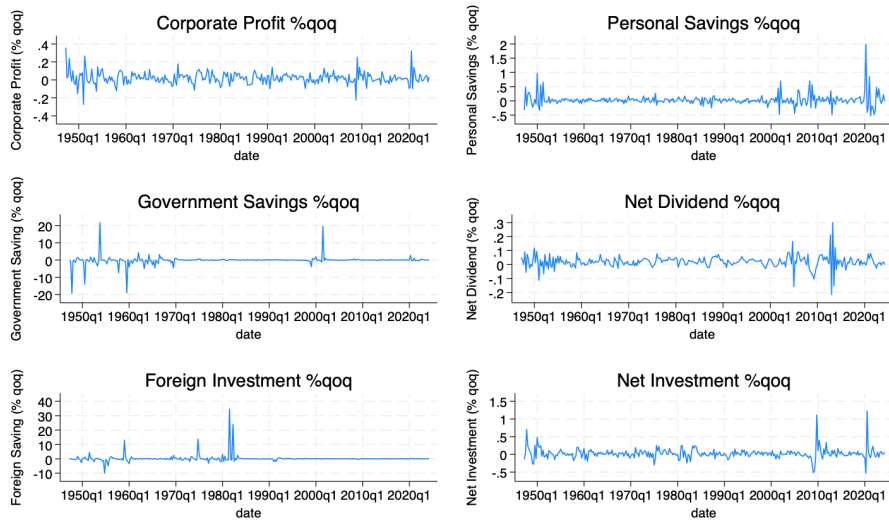 Corporate Profit %qoq
Corporate Profit (% qoq)
.4
.2
0
-.2
-.4
1950q1 1960q1 1970q1 1980q1 1990q1 2000q1 2010q1 2020q1
date
Personal Savings %qoq
Personal Savings (% qoq)
2
1.5
1
.5
0
-.5
1950q1 1960q1 1970q1 1980q1 1990q1 2000q1 2010q1 2020q1
date
Government Savings %qoq
Government Saving (% qoq)
20
10
0
-10
-20
1950q1 1960q1 1970q1 1980q1 1990q1 2000q1 2010q1 2020q1
date
Net Dividend %qoq
Net Dividend (% qoq)
.3
.2
.1
0
-.1
-.2
1950q1 1960q1 1970q1 1980q1 1990q1 2000q1 2010q1 2020q1
date
Foreign Investment %qoq
Foreign Saving (% qoq)
40
30
20
10
0
-10
1950q1 1960q1 1970q1 1980q1 1990q1 2000q1 2010q1 2020q1
date
Net Investment %qoq
Net Investment (% qoq)
1.5
1
.5
0
-.5
1950q1 1960q1 1970q1 1980q1 1990q1 2000q1 2010q1 2020q1
date